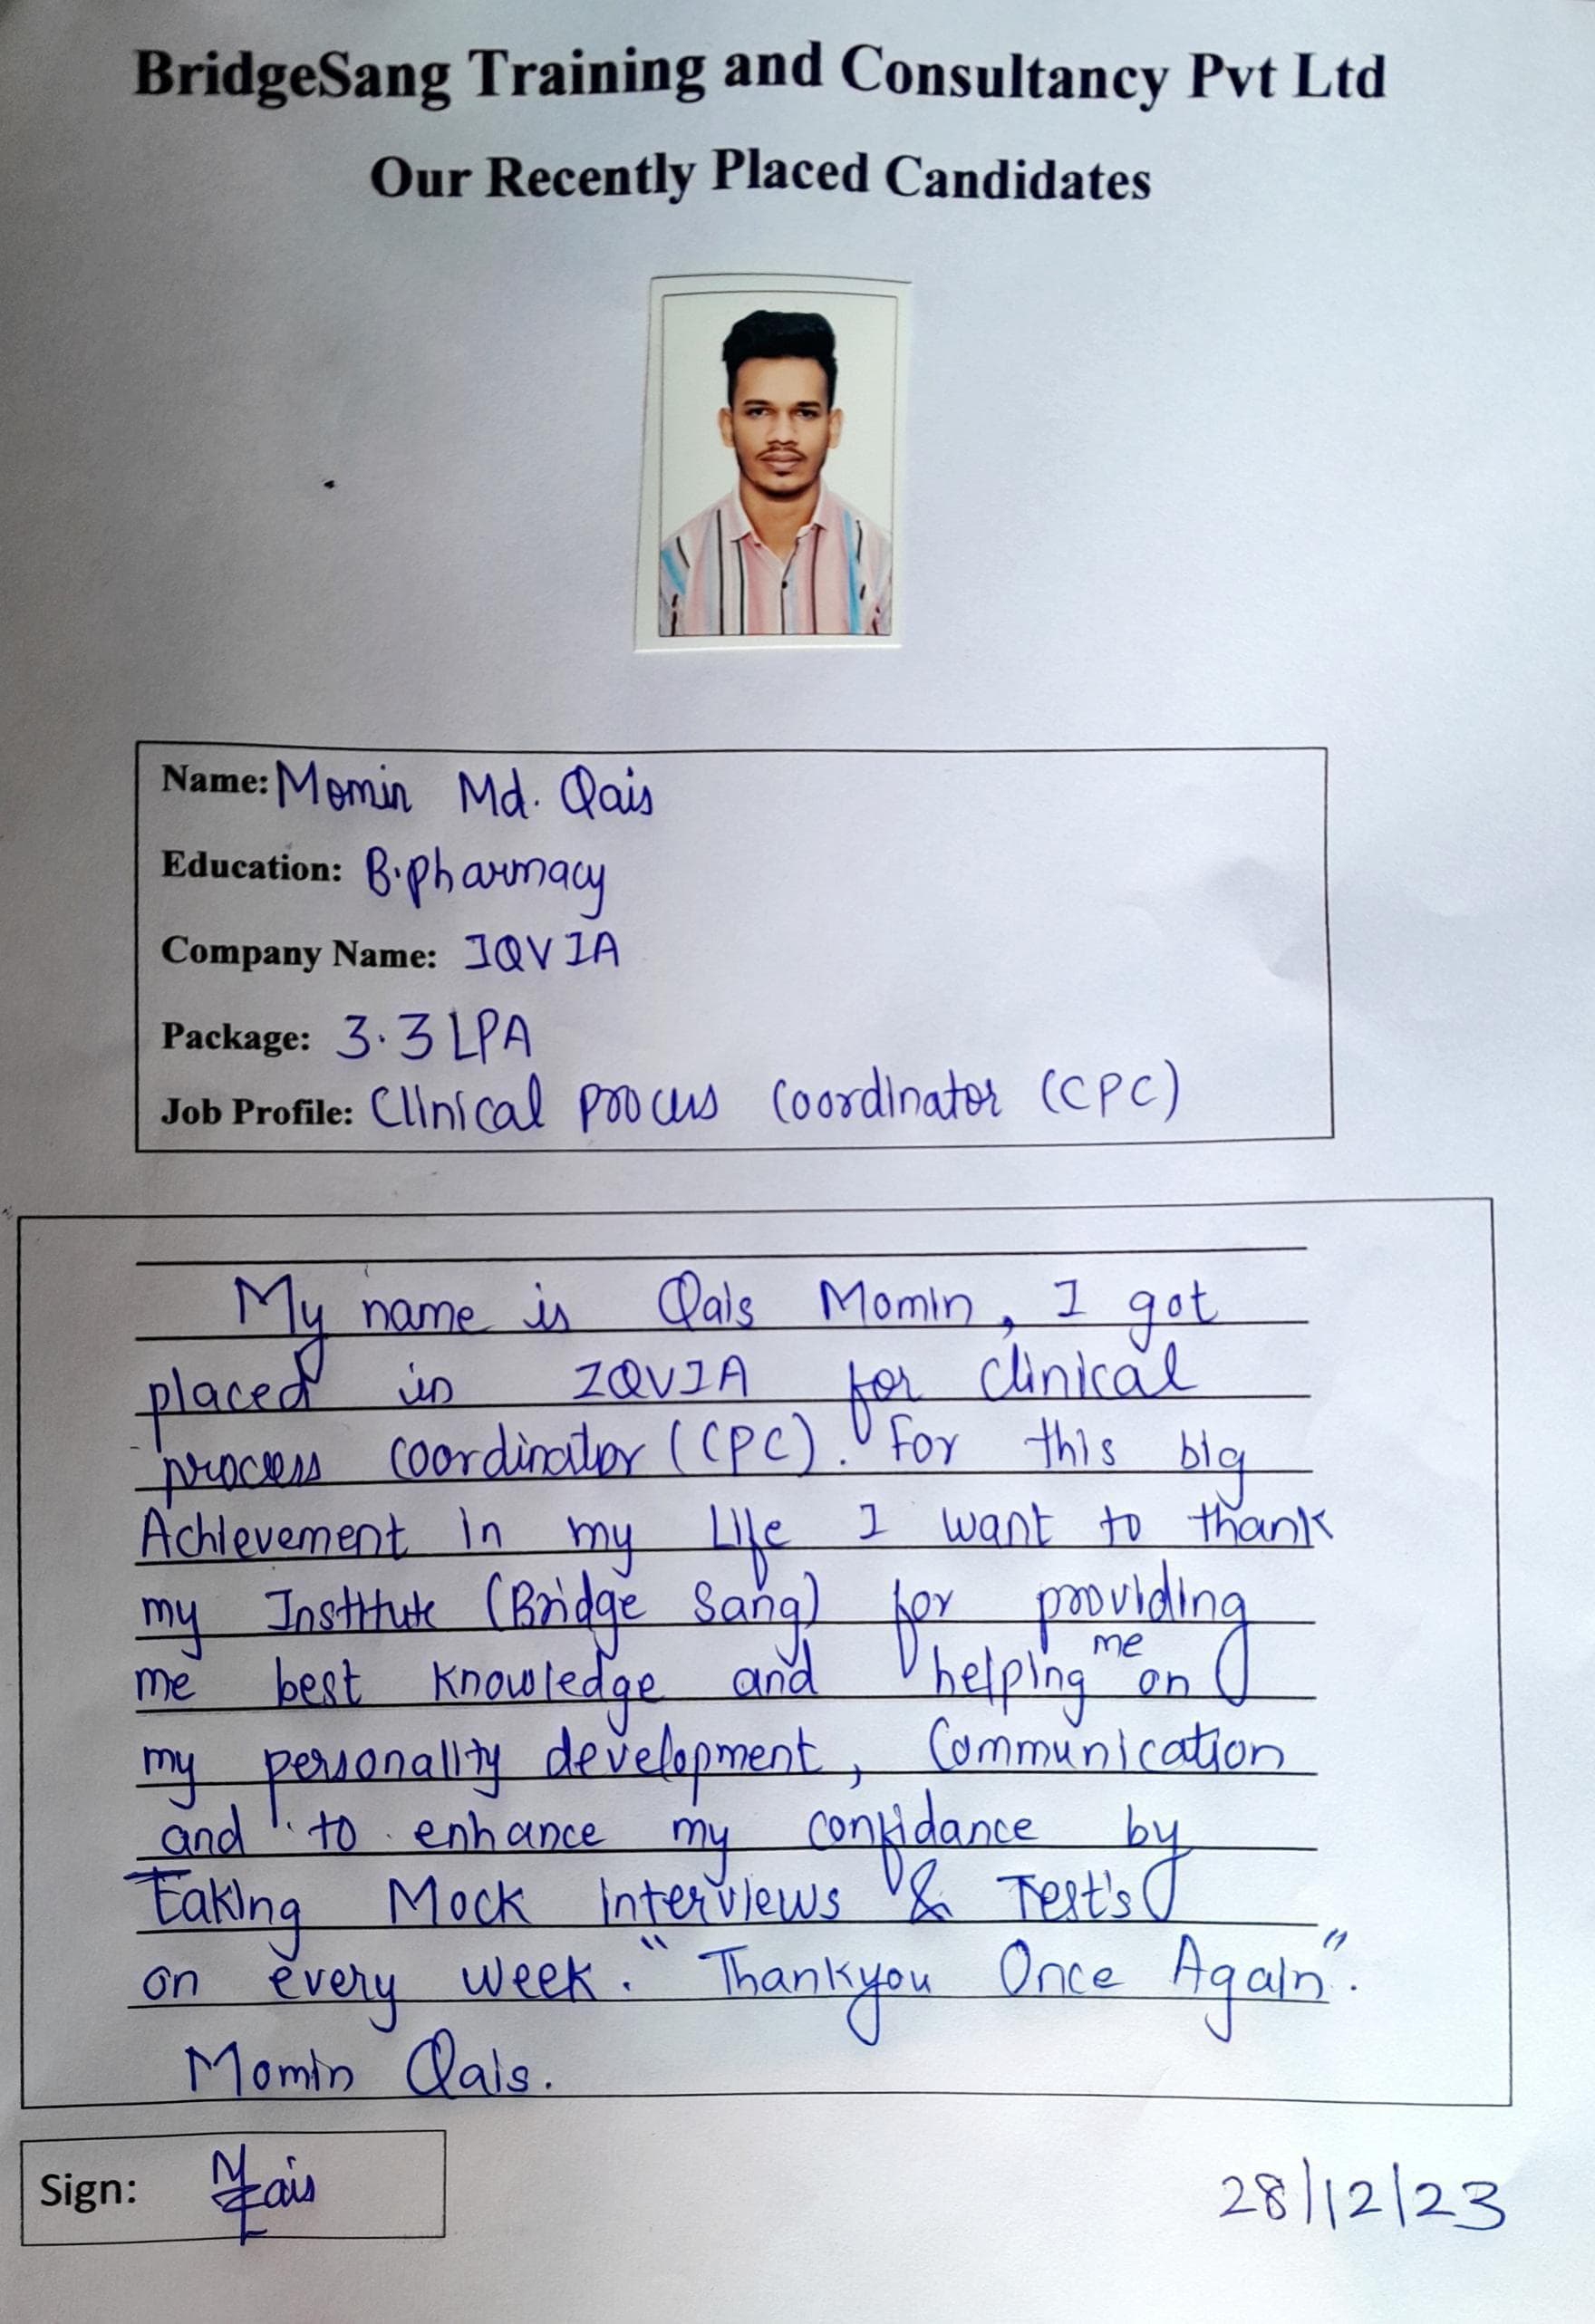 BridgeSang Training and Consultancy Pvt Ltd
Our Recently Placed Candidates
Name: Momin Md. Qais
Education: B.pharmacy
Company Name: IQVIA
Package: 3.3 LPA
Job Profile: Clinical process Coordinator (CPC)
My name is Qais Momin, I got
placed in IQVIA for clinical
process coordinator (CPC). For this big
Achievement in my Life I want to thank
my Institute (Bridge Sang) for providing
me best knowledge and helping me on
my personality development, Communication
and to enhance my confidance by
taking Mock interviews & Test's
on every week. "Thankyou Once Again".
Momin Qais.
Sign: MQais
28/12/23